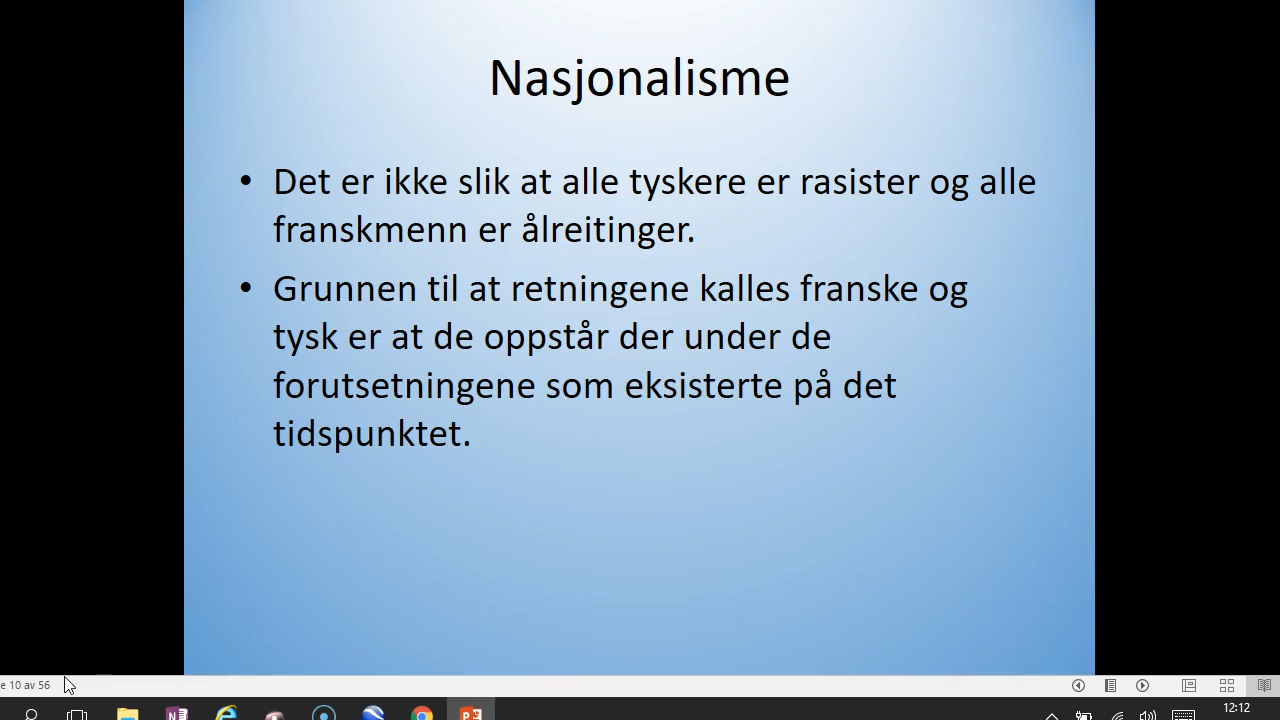 Nasjonalisme
• Det er ikke slik at alle tyskere er rasister og alle
franskmenn er ålreitinger.
• Grunnen til at retningene kalles franske og
tysk er at de oppstår der under de
forutsetningene som eksisterte på det
tidspunktet.
e 10 av 56
12:12